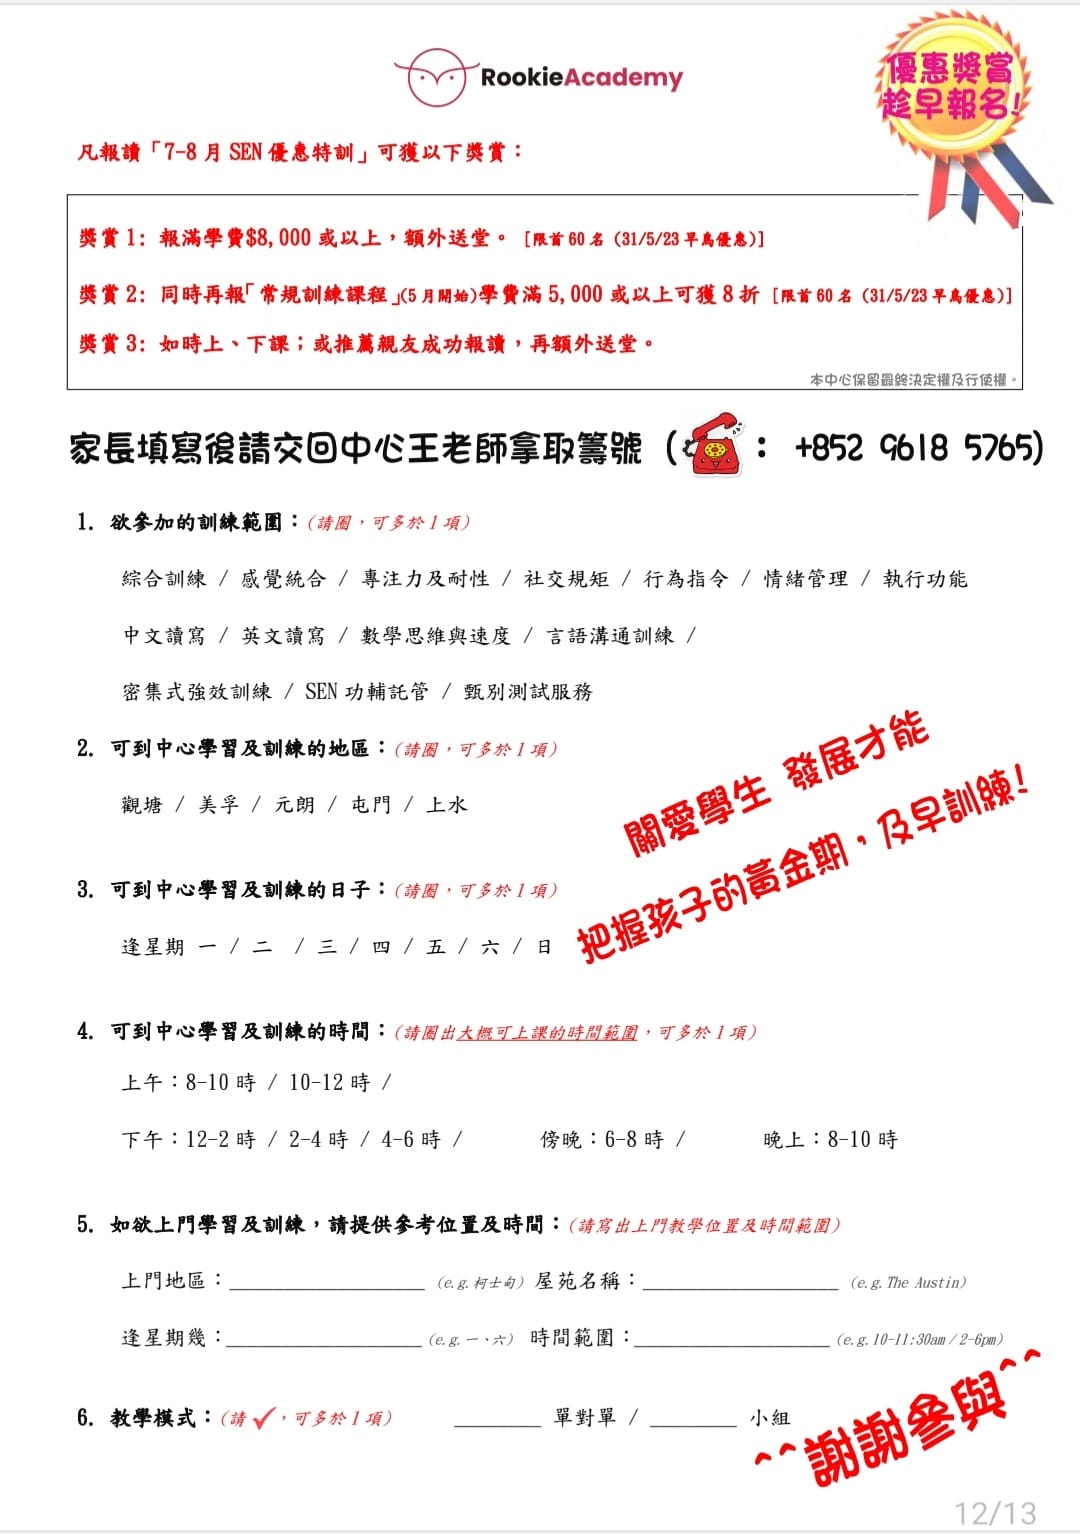 RookieAcademy
優惠獎賞
趁早報名!
凡報讀「7-8 月 SEN 優惠特訓」可獲以下獎賞：
獎賞 1: 報滿學費$8,000 或以上，額外送堂。 [限首 60 名 (31/5/23 早鳥優惠)]
獎賞 2: 同時再報「常規訓練課程」(5 月開始)學費滿 5,000 或以上可獲 8 折 [限首 60 名 (31/5/23 早鳥優惠)]
獎賞 3: 如時上、下課；或推薦親友成功報讀，再額外送堂。
本中心保留最終決定權及行使權。
家長填寫後請交回中心王老師拿取籌號 ( : +852 9618 5765)
1. 欲參加的訓練範圍：(請圈，可多於 1 項)
綜合訓練 / 感覺統合 / 專注力及耐性 / 社交規矩 / 行為指令 / 情緒管理 / 執行功能
中文讀寫 / 英文讀寫 / 數學思維與速度 / 言語溝通訓練 /
密集式強效訓練 / SEN 功輔託管 / 甄別測試服務
2. 可到中心學習及訓練的地區：(請圈，可多於 1 項)
觀塘 / 美孚 / 元朗 / 屯門 / 上水
關愛學生 發展才能
把握孩子的黃金期，及早訓練!
3. 可到中心學習及訓練的日子：(請圈，可多於 1 項)
逢星期 一 / 二 / 三 / 四 / 五 / 六 / 日
4. 可到中心學習及訓練的時間：(請圈出大概可上課的時間範圍，可多於 1 項)
上午：8-10 時 / 10-12 時 /
下午：12-2 時 / 2-4 時 / 4-6 時 / 傍晚：6-8 時 / 晚上：8-10 時
5. 如欲上門學習及訓練，請提供參考位置及時間：(請寫出上門教學位置及時間範圍)
上門地區：__________________ (e.g.柯士甸) 屋苑名稱：__________________ (e.g.The Austin)
逢星期幾：__________________ (e.g.一、六) 時間範圍：__________________ (e.g.10-11:30am / 2-6pm)
6. 教學模式：(請 ✓，可多於 1 項) ________ 單對單 / ________ 小組
^^謝謝參與^^
12/13